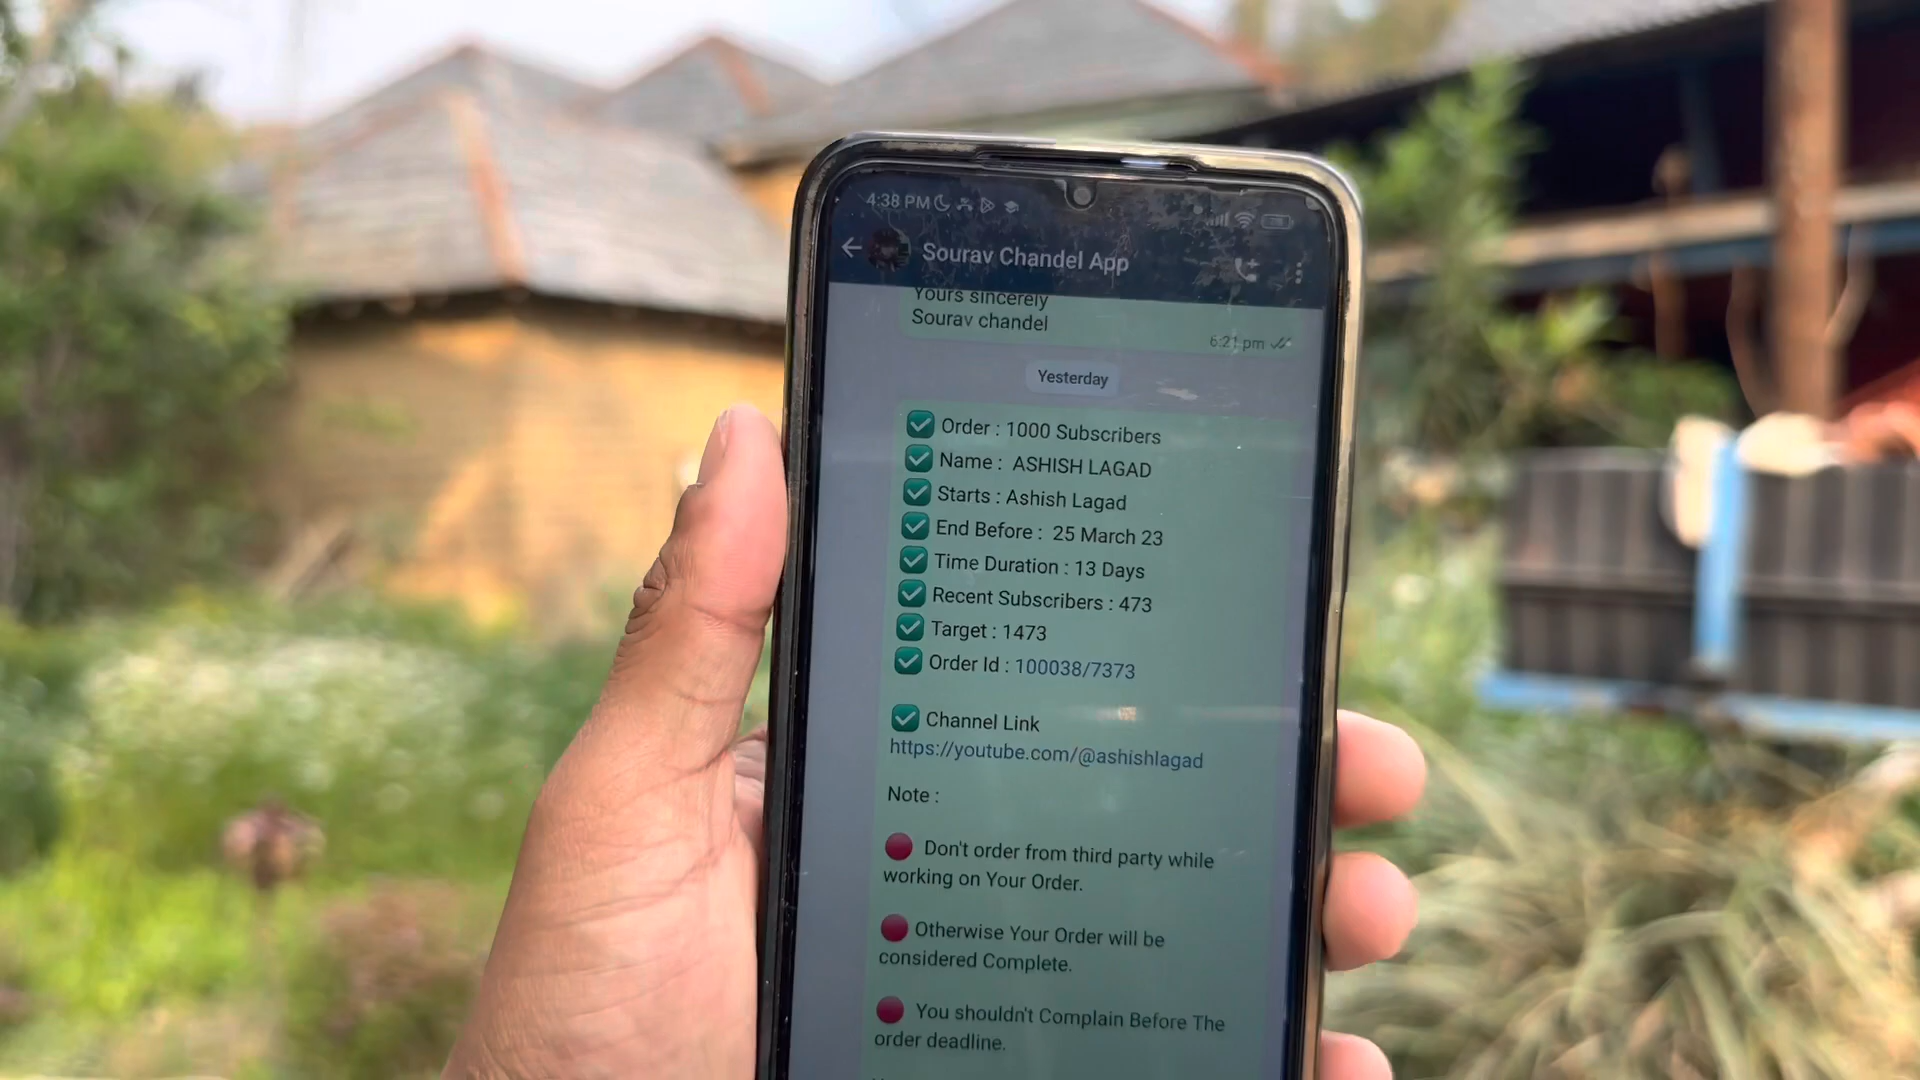 4:38 PM
Sourav Chandel App
Yours sincerely
Sourav chandel
6:21 pm
Yesterday
✅ Order : 1000 Subscribers
✅ Name : ASHISH LAGAD
✅ Starts : Ashish Lagad
✅ End Before : 25 March 23
✅ Time Duration : 13 Days
✅ Recent Subscribers : 473
✅ Target : 1473
✅ Order Id : 100038/7373
✅ Channel Link
https://youtube.com/@ashishlagad
Note :
🔴 Don't order from third party while
working on Your Order.
🔴 Otherwise Your Order will be
considered Complete.
🔴 You shouldn't Complain Before The
order deadline.